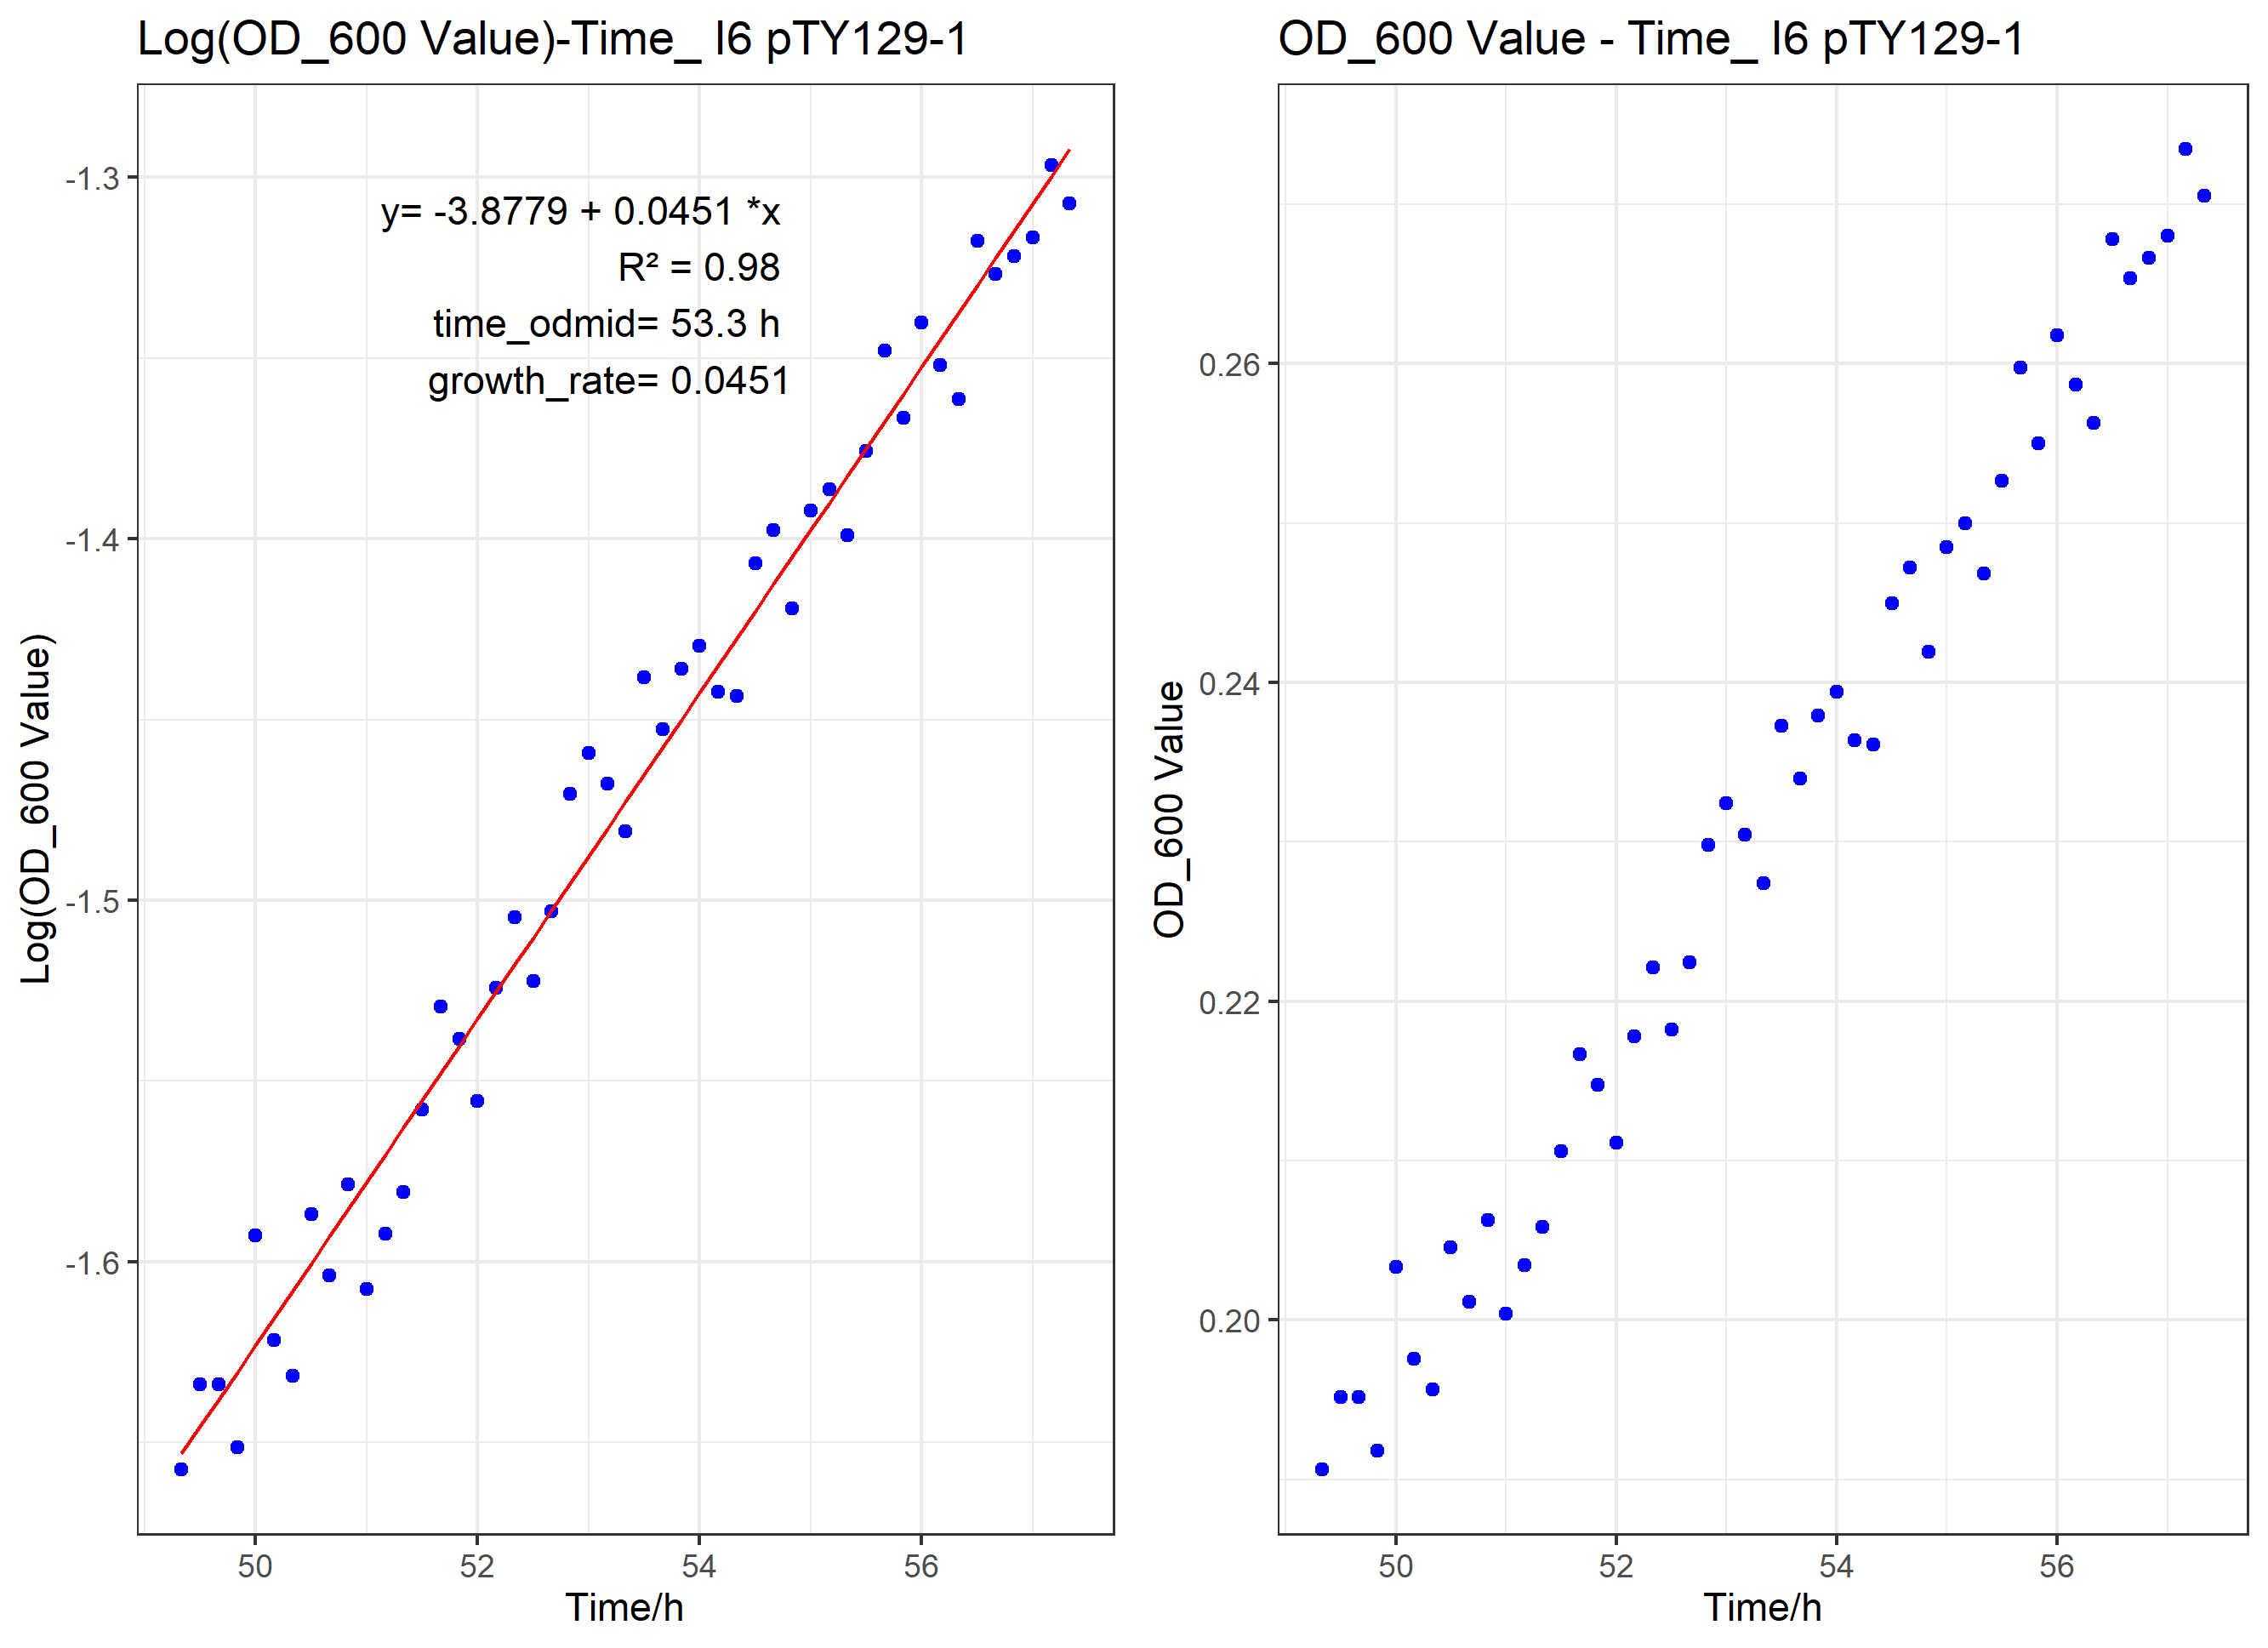 Log(OD_600 Value)-Time_ I6 pTY129-1
y= -3.8779 + 0.0451 *x
R² = 0.98
time_odmid= 53.3 h
growth_rate= 0.0451
-1.3
-1.4
-1.5
-1.6
Log(OD_600 Value)
50 52 54 56
Time/h
OD_600 Value - Time_ I6 pTY129-1
0.26
0.24
0.22
0.20
OD_600 Value
50 52 54 56
Time/h